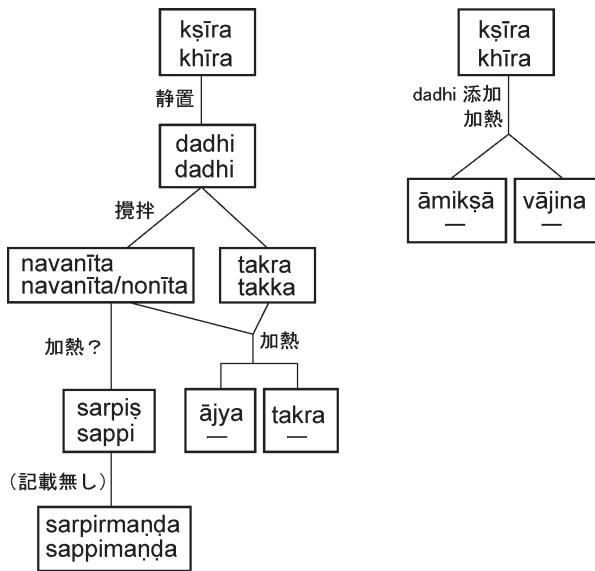 kṣīra
khīra
静置
dadhi
dadhi
攪拌
navanīta
navanīta/nonīta
takra
takka
加熱？
加熱
sarpiṣ
sappi
ājya
—
takra
—
（記載無し）
sarpirmaṇḍa
sappimaṇḍa
kṣīra
khīra
dadhi 添加
加熱
āmikṣā
—
vājina
—